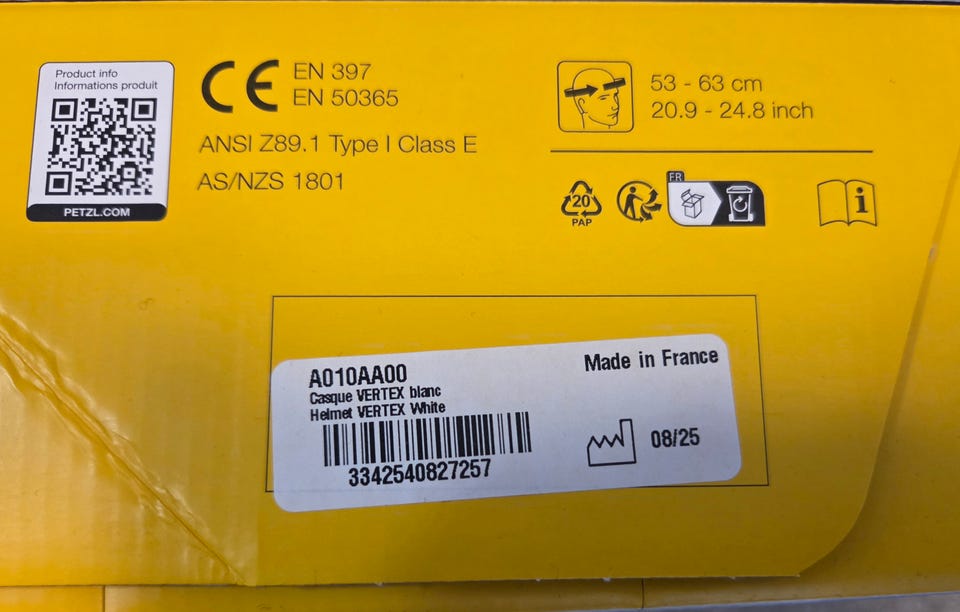 Product info
Informations produit
PETZL.COM
CE EN 397
EN 50365
ANSI Z89.1 Type I Class E
AS/NZS 1801
53 - 63 cm
20.9 - 24.8 inch
20
PAP
FR
i
A010AA00
Casque VERTEX blanc
Helmet VERTEX White
3342540827257
Made in France
08/25